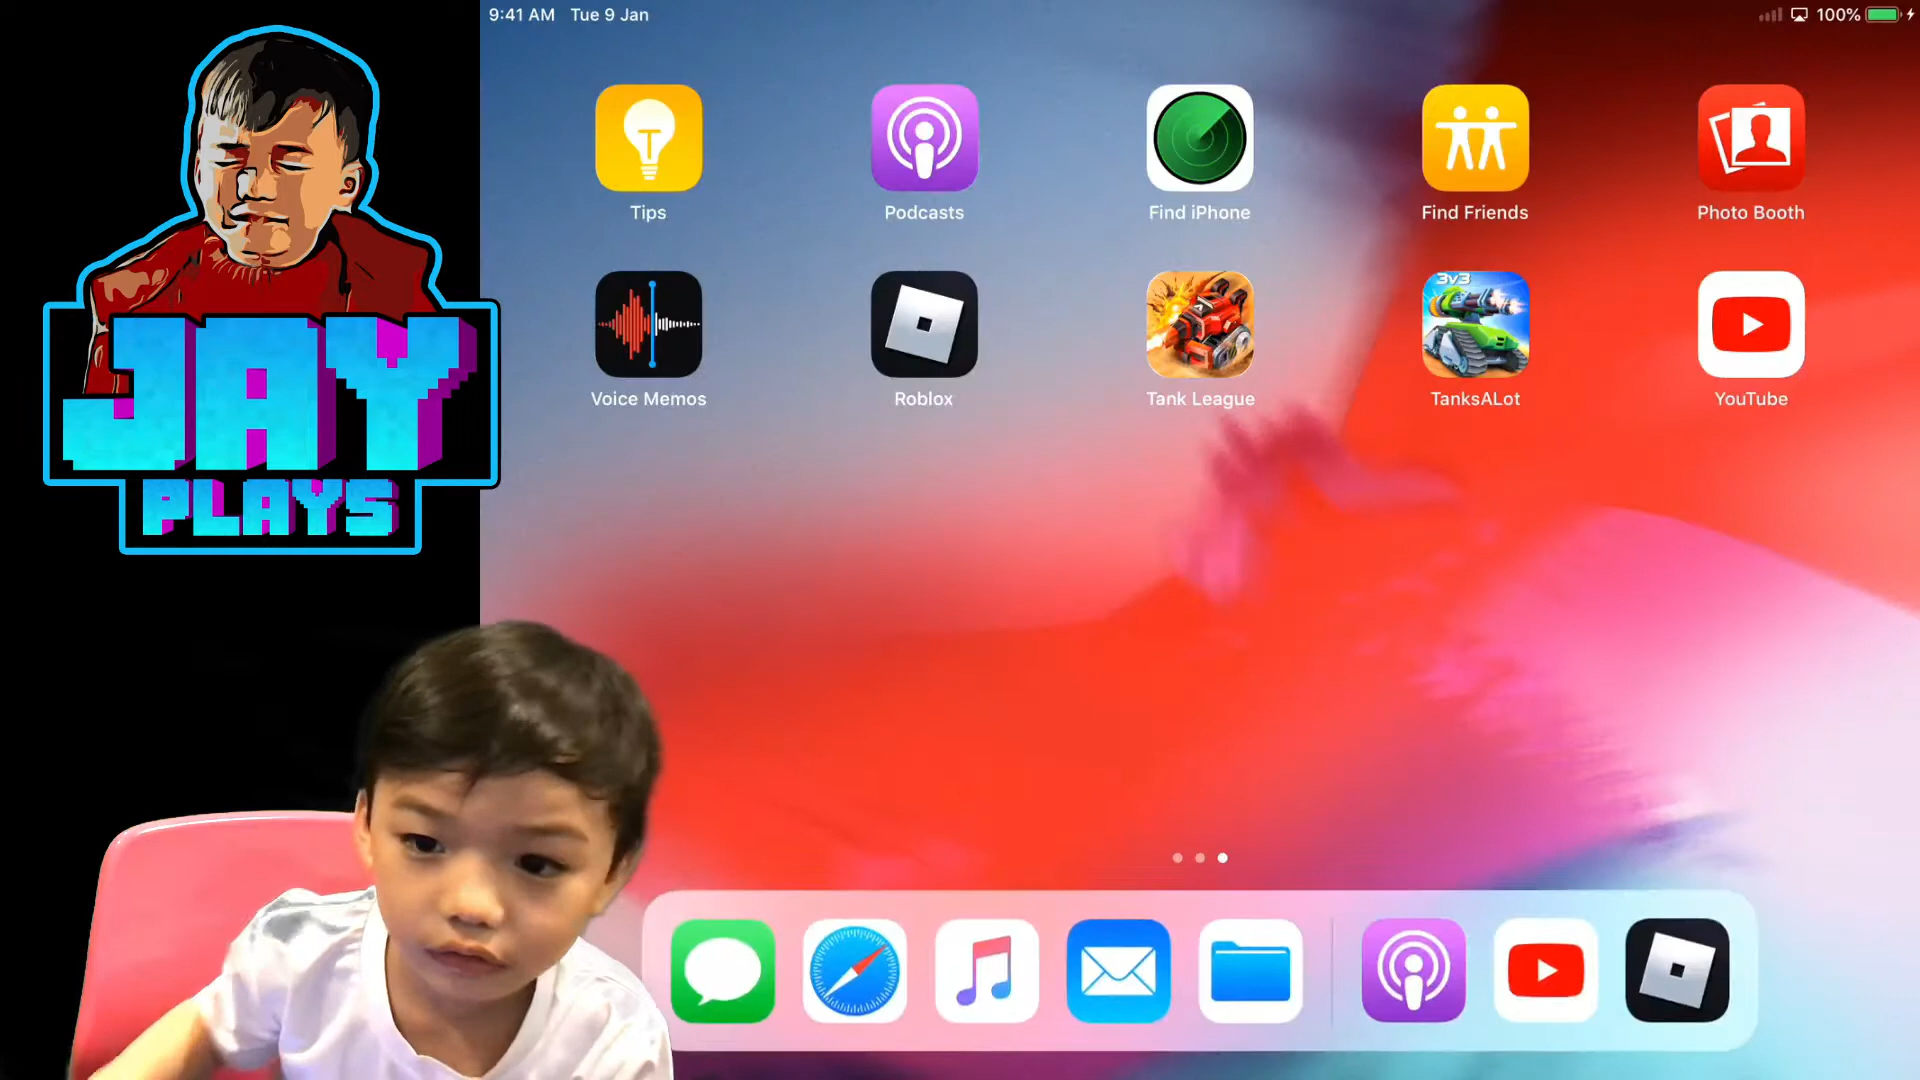 9:41 AM Tue 9 Jan
100%
Tips
Podcasts
Find iPhone
Find Friends
Photo Booth
3v3
Voice Memos
Roblox
Tank League
TanksALot
YouTube
JAY
PLAYS